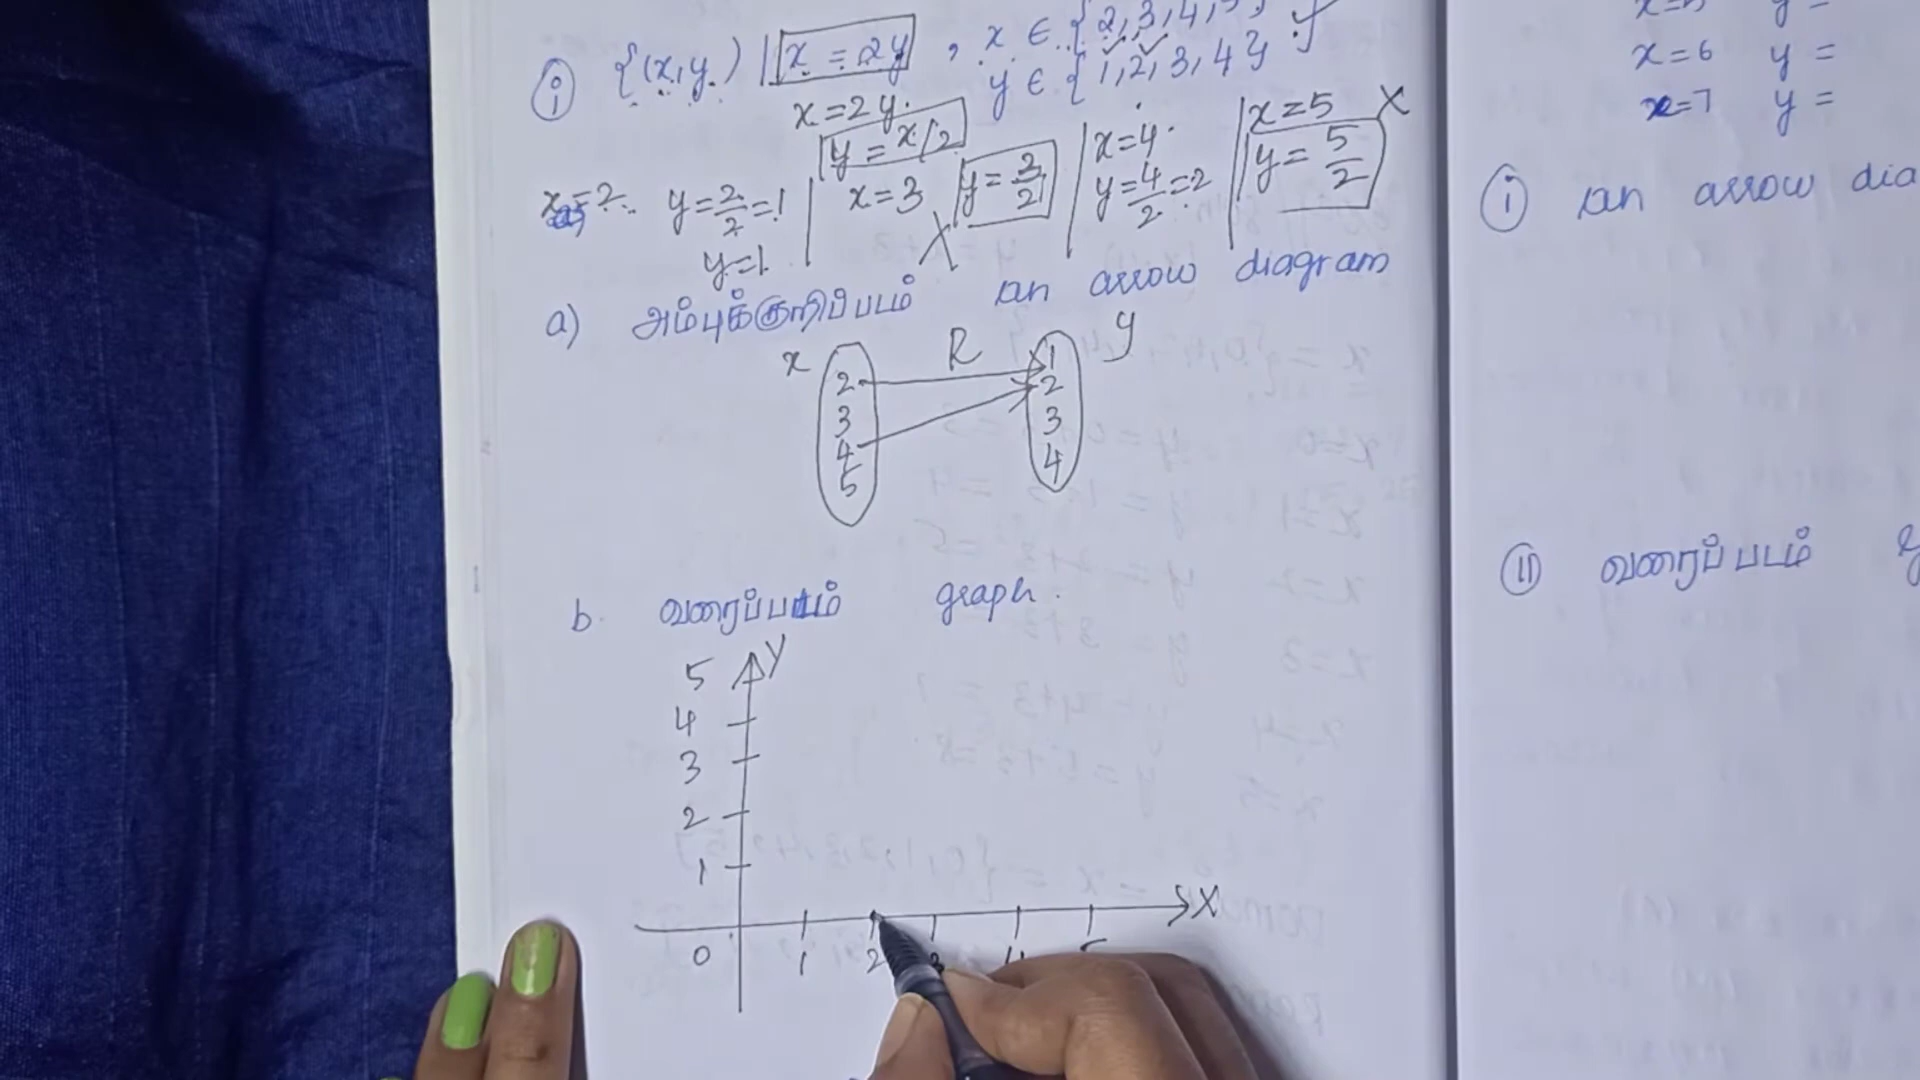 i {(x,y) | x = 2y , x ∈ {2,3,4,5}
y ∈ {1,2,3,4} }
x = 2y
y = x/2
x = 2 y = 2/2 = 1 | x = 3 y = 3/2 | x = 4 | x = 5 X
y = 1 X y = 4/2 = 2 y = 5/2
a) அம்புக்குறிப்படம் an arrow diagram
x R y
2 1
3 2
4 3
5 4
b. வரைப்படம் graph.
5 Y
4
3
2
1
X
0 1 2 3 4 5
y =
x = 6 y =
x = 7 y =
i an arrow dia
ii வரைப்படம்